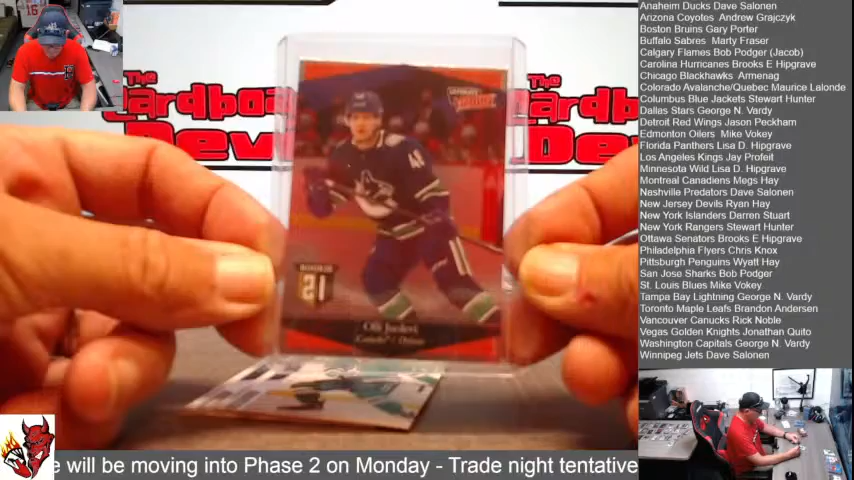 The
Cardboa
Dev
The
ardbo
De
ULTIMATE
VICTORY
48
ROOKIE
21
Olli Juolevi
Canucks / Defense
Anaheim Ducks Dave Salonen
Arizona Coyotes Andrew Grajczyk
Boston Bruins Gary Porter
Buffalo Sabres Marty Fraser
Calgary Flames Bob Podger (Jacob)
Carolina Hurricanes Brooks E Hipgrave
Chicago Blackhawks Armenag
Colorado Avalanche/Quebec Maurice Lalonde
Columbus Blue Jackets Stewart Hunter
Dallas Stars George N. Vardy
Detroit Red Wings Jason Peckham
Edmonton Oilers Mike Vokey
Florida Panthers Lisa D. Hipgrave
Los Angeles Kings Jay Profeit
Minnesota Wild Lisa D. Hipgrave
Montreal Canadiens Megs Hay
Nashville Predators Dave Salonen
New Jersey Devils Ryan Hay
New York Islanders Darren Stuart
New York Rangers Stewart Hunter
Ottawa Senators Brooks E Hipgrave
Philadelphia Flyers Chris Knox
Pittsburgh Penguins Wyatt Hay
San Jose Sharks Bob Podger
St. Louis Blues Mike Vokey
Tampa Bay Lightning George N. Vardy
Toronto Maple Leafs Brandon Andersen
Vancouver Canucks Rick Noble
Vegas Golden Knights Jonathan Quito
Washington Capitals George N. Vardy
Winnipeg Jets Dave Salonen
e will be moving into Phase 2 on Monday - Trade night tentative